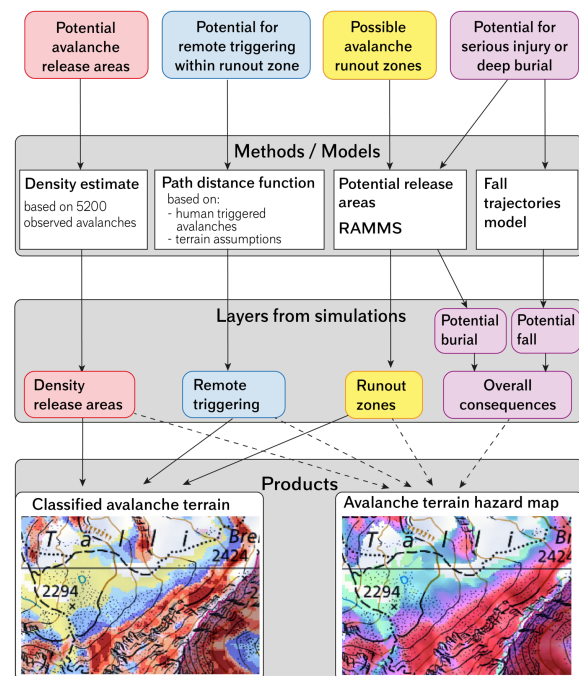 Potential
avalanche
release areas
Potential for
remote triggering
within runout zone
Possible
avalanche
runout zones
Potential for
serious injury or
deep burial
Methods / Models
Density estimate
based on 5200
observed avalanches
Path distance function
based on:
- human triggered
avalanches
- terrain assumptions
Potential release
areas
RAMMS
Fall
trajectories
model
Layers from simulations
Potential
burial
Potential
fall
Density
release areas
Remote
triggering
Runout
zones
Overall
consequences
Products
Classified avalanche terrain
T ä l l i
Bre
2424
2294
Avalanche terrain hazard map
T ä l l i
Bre
2424
2294